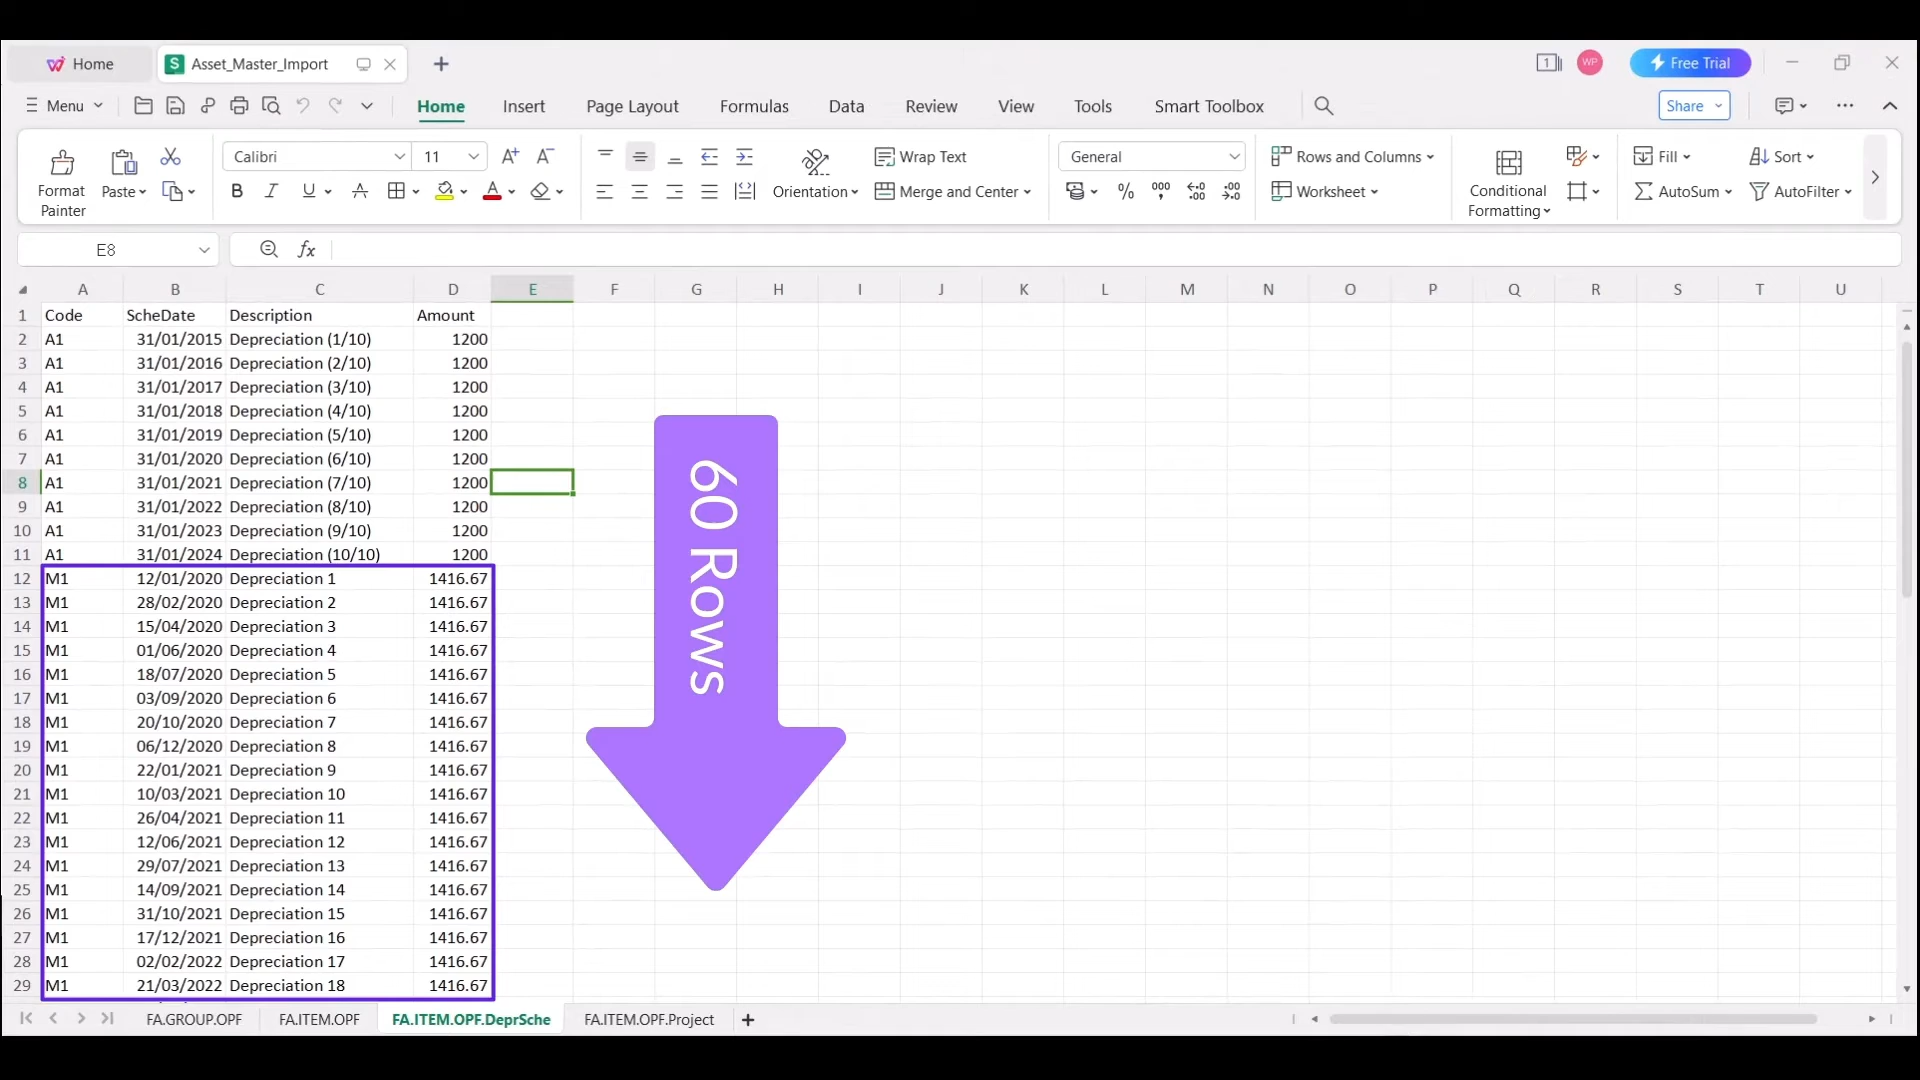 Home Asset_Master_Import 1 WP Free Trial
Menu Home Insert Page Layout Formulas Data Review View Tools Smart Toolbox Share
Format Painter Paste Calibri 11 A+ A- Wrap Text General Rows and Columns Fill Sort
B I U A A Orientation Merge and Center % Worksheet Conditional Formatting AutoSum AutoFilter
E8 fx
A B C D E F G H I J K L M N O P Q R S T U
1 Code ScheDate Description Amount
2 A1 31/01/2015 Depreciation (1/10) 1200
3 A1 31/01/2016 Depreciation (2/10) 1200
4 A1 31/01/2017 Depreciation (3/10) 1200
5 A1 31/01/2018 Depreciation (4/10) 1200
6 A1 31/01/2019 Depreciation (5/10) 1200
7 A1 31/01/2020 Depreciation (6/10) 1200
8 A1 31/01/2021 Depreciation (7/10) 1200
9 A1 31/01/2022 Depreciation (8/10) 1200
10 A1 31/01/2023 Depreciation (9/10) 1200
11 A1 31/01/2024 Depreciation (10/10) 1200
12 M1 12/01/2020 Depreciation 1 1416.67
13 M1 28/02/2020 Depreciation 2 1416.67
14 M1 15/04/2020 Depreciation 3 1416.67
15 M1 01/06/2020 Depreciation 4 1416.67
16 M1 18/07/2020 Depreciation 5 1416.67
17 M1 03/09/2020 Depreciation 6 1416.67
18 M1 20/10/2020 Depreciation 7 1416.67
19 M1 06/12/2020 Depreciation 8 1416.67
20 M1 22/01/2021 Depreciation 9 1416.67
21 M1 10/03/2021 Depreciation 10 1416.67
22 M1 26/04/2021 Depreciation 11 1416.67
23 M1 12/06/2021 Depreciation 12 1416.67
24 M1 29/07/2021 Depreciation 13 1416.67
25 M1 14/09/2021 Depreciation 14 1416.67
26 M1 31/10/2021 Depreciation 15 1416.67
27 M1 17/12/2021 Depreciation 16 1416.67
28 M1 02/02/2022 Depreciation 17 1416.67
29 M1 21/03/2022 Depreciation 18 1416.67
60 Rows
FA.GROUP.OPF FA.ITEM.OPF FA.ITEM.OPF.DeprSche FA.ITEM.OPF.Project